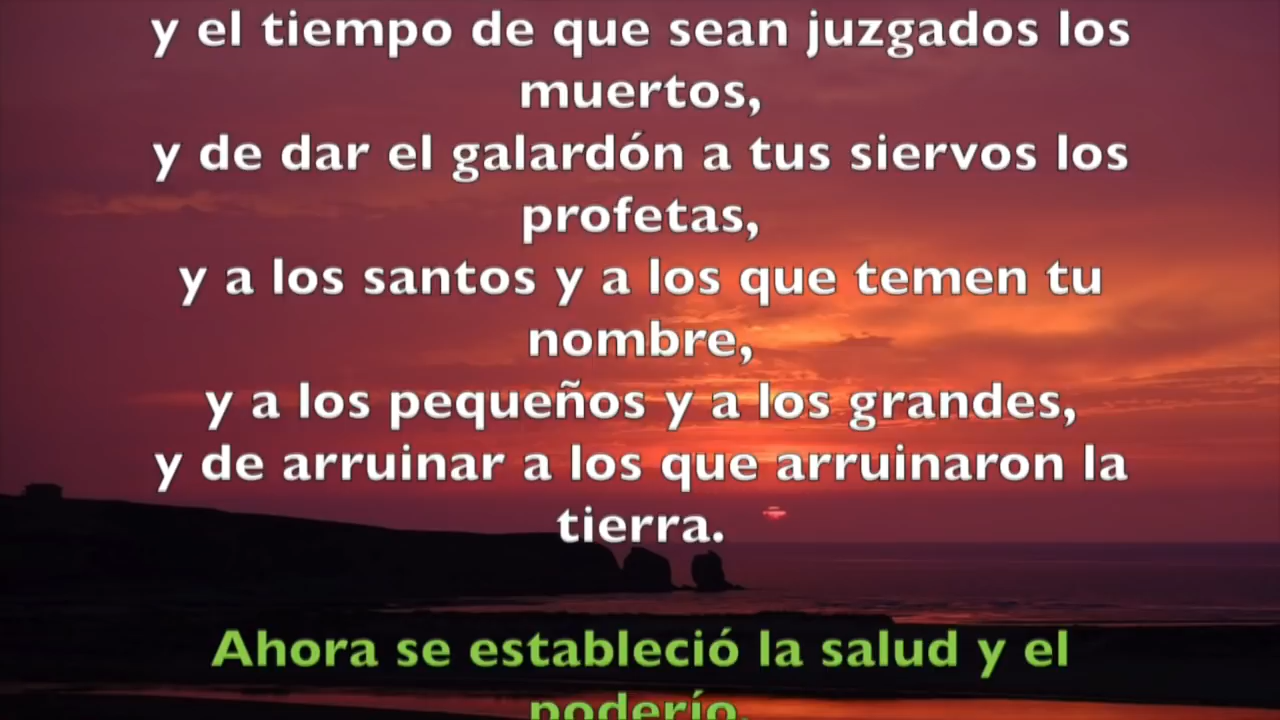 y el tiempo de que sean juzgados los
muertos,
y de dar el galardón a tus siervos los
profetas,
y a los santos y a los que temen tu
nombre,
y a los pequeños y a los grandes,
y de arruinar a los que arruinaron la
tierra.
Ahora se estableció la salud y el
poderío,